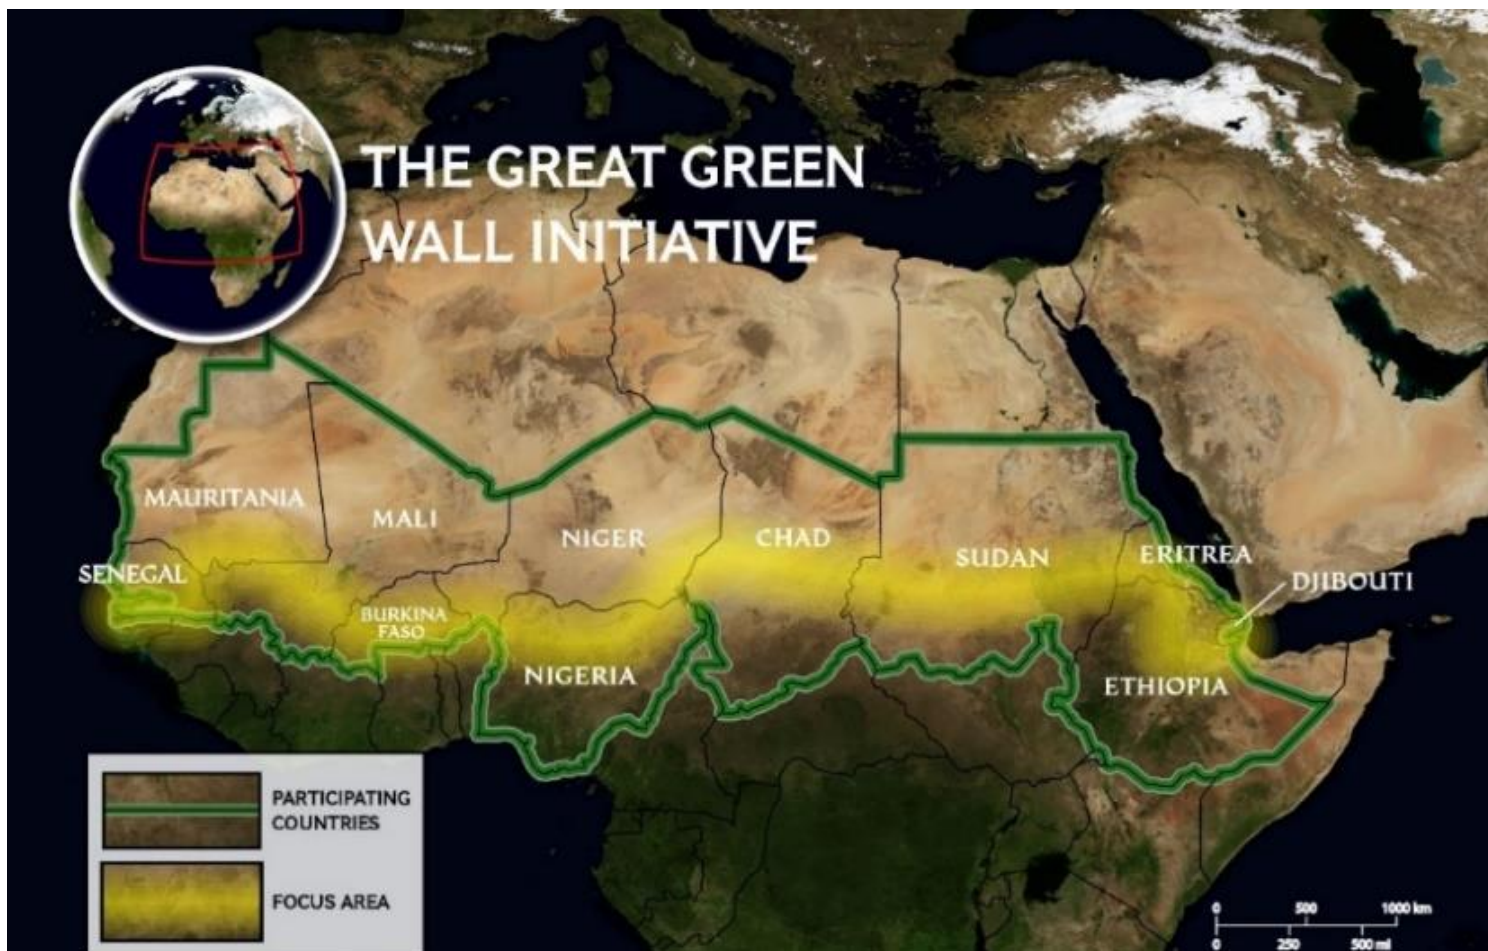 THE GREAT GREEN
WALL INITIATIVE
MAURITANIA
MALI
NIGER
CHAD
SUDAN
ERITREA
SENEGAL
DJIBOUTI
BURKINA
FASO
NIGERIA
ETHIOPIA
PARTICIPATING
COUNTRIES
FOCUS AREA
0 500 1000 km
0 250 500 mi